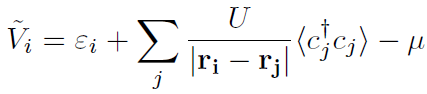 $\tilde{V}_i = \varepsilon_i + \sum_j \frac{U}{|\mathbf{r_i} - \mathbf{r_j}|} \langle c_j^\dagger c_j \rangle - \mu$